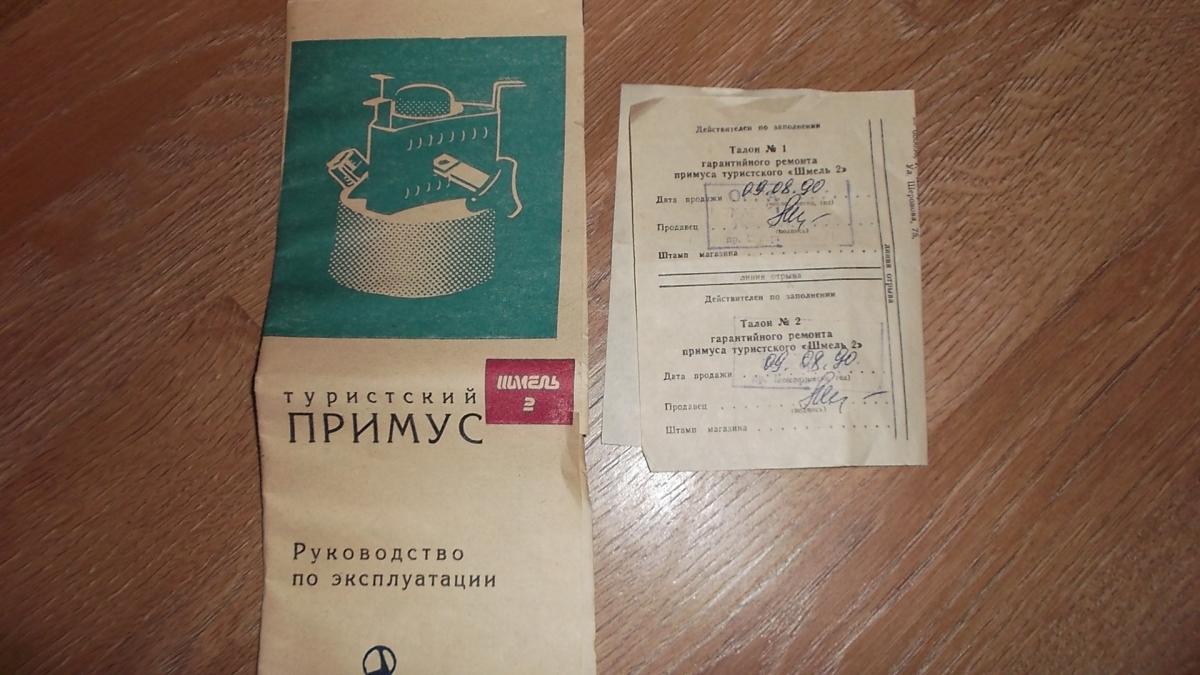 туристский
ПРИМУС
ШМЕЛЬ
2
Руководство
по эксплуатации
Действителен по заполнении
Талон № 1
гарантийного ремонта
примуса туристского «Шмель 2»
Дата продажи 09.08.90.
Продавец
(подпись)
Штамп магазина
линия отрыва
Действителен по заполнении
Талон № 2
гарантийного ремонта
примуса туристского «Шмель 2»
Дата продажи 09.08.90.
Продавец
(подпись)
Штамп магазина
линия отрыва